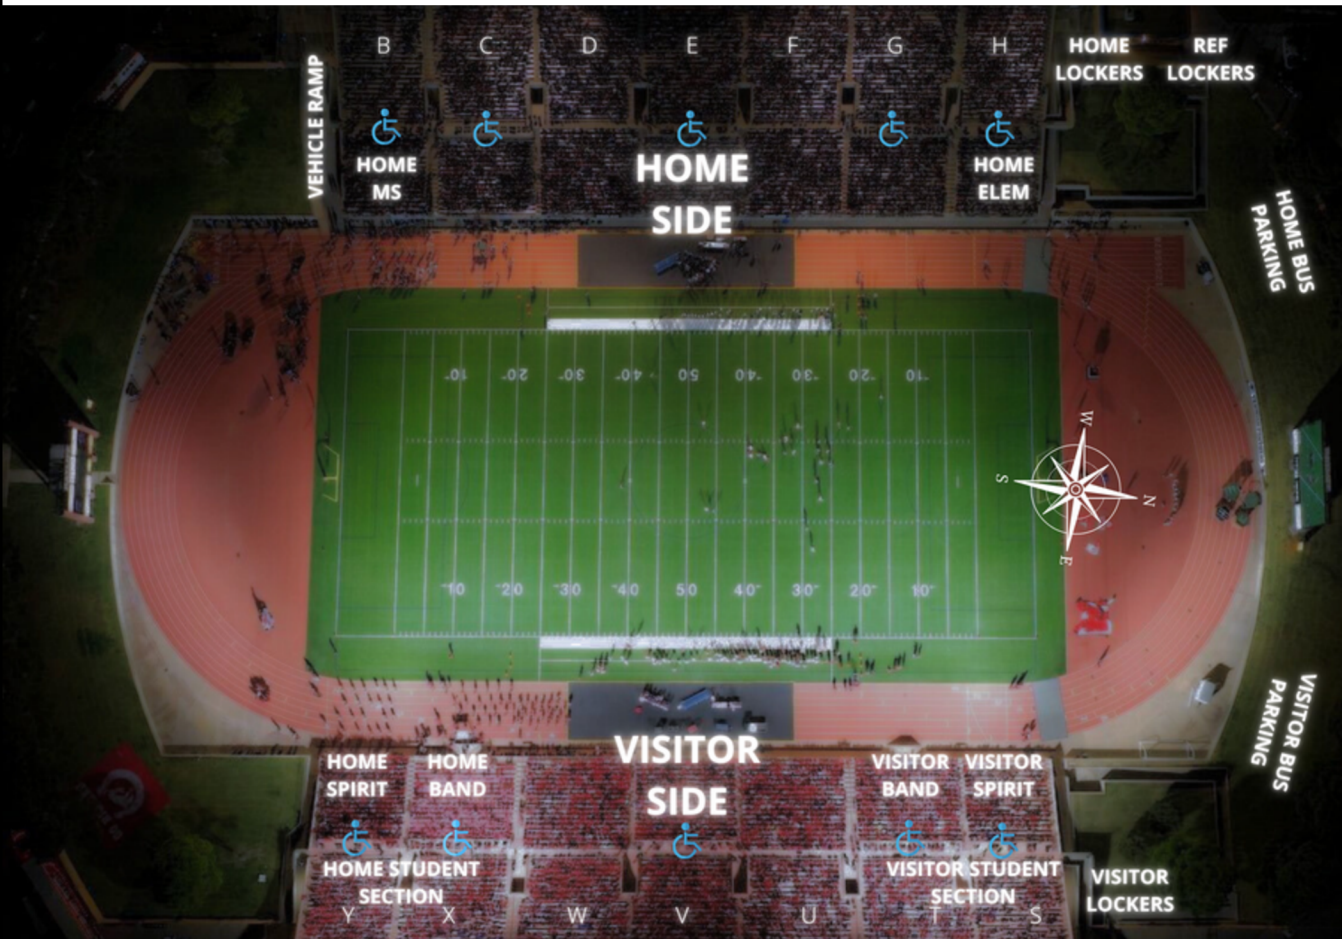 B C D E F G H
HOME
LOCKERS
REF
LOCKERS
VEHICLE RAMP
HOME
MS
HOME
SIDE
HOME
ELEM
HOME BUS
PARKING
10 20 30 40 50 40 30 20 10
W
S
N
E
10 20 30 40 50 40 30 20 10
VISITOR BUS
PARKING
HOME
SPIRIT
HOME
BAND
VISITOR
SIDE
VISITOR
BAND
VISITOR
SPIRIT
HOME STUDENT
SECTION
VISITOR STUDENT
SECTION
VISITOR
LOCKERS
Y X W V U T S